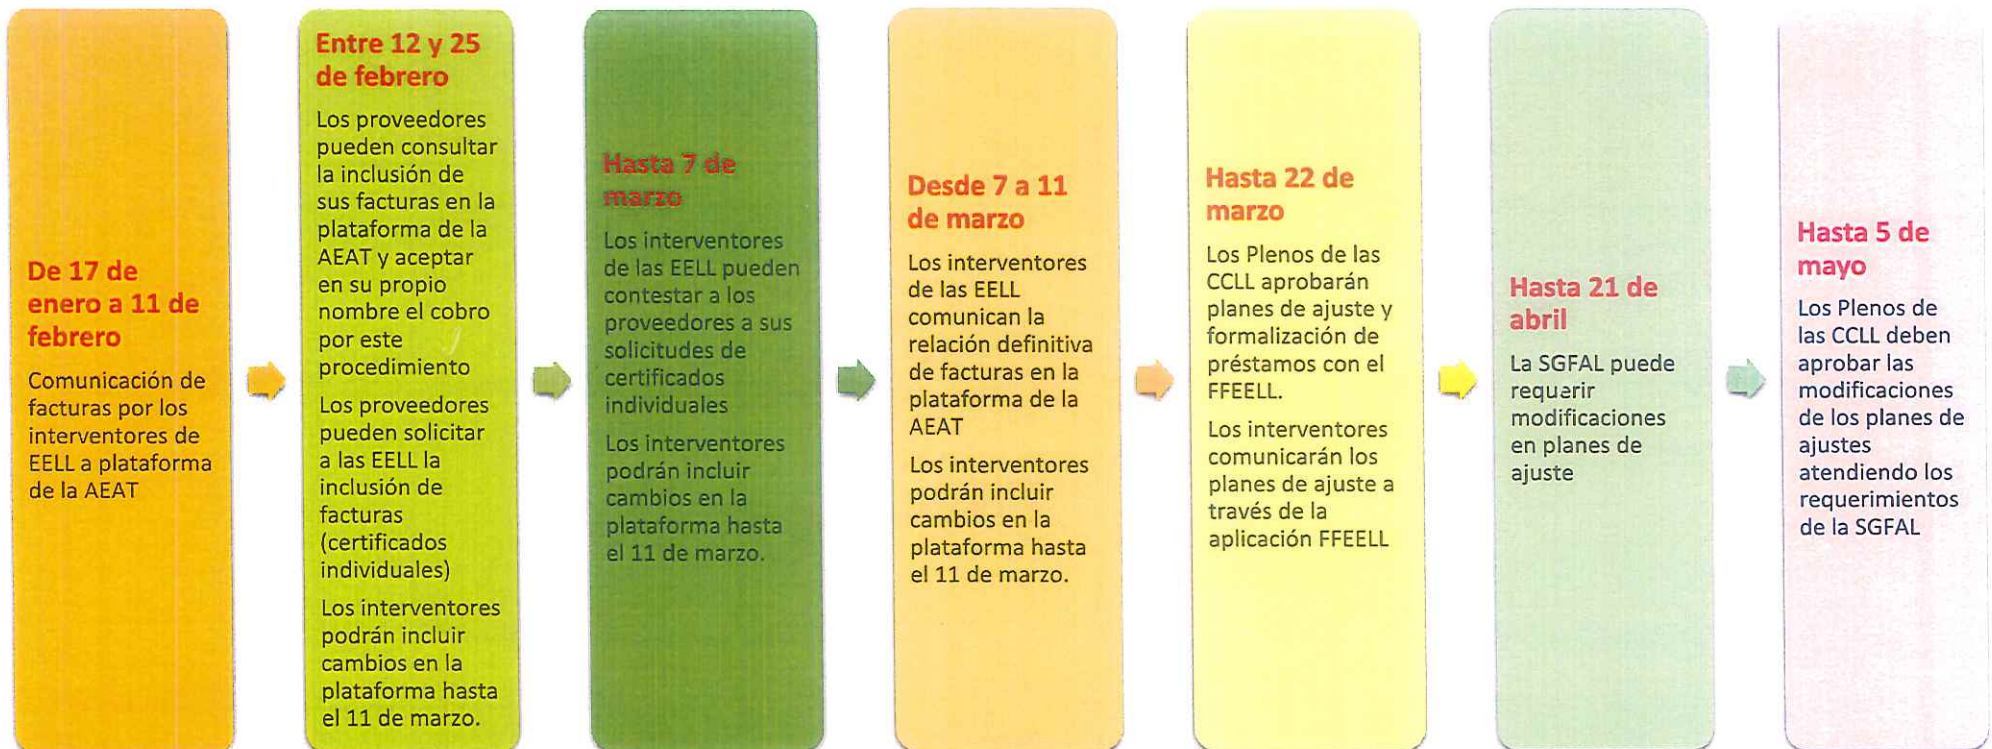 De 17 de
enero a 11 de
febrero
Comunicación de
facturas por los
interventores de
EELL a plataforma
de la AEAT
Entre 12 y 25
de febrero
Los proveedores
pueden consultar
la inclusión de
sus facturas en la
plataforma de la
AEAT y aceptar
en su propio
nombre el cobro
por este
procedimiento
Los proveedores
pueden solicitar
a las EELL la
inclusión de
facturas
(certificados
individuales)
Los interventores
podrán incluir
cambios en la
plataforma hasta
el 11 de marzo.
Hasta 7 de
marzo
Los interventores
de las EELL pueden
contestar a los
proveedores a sus
solicitudes de
certificados
individuales
Los interventores
podrán incluir
cambios en la
plataforma hasta
el 11 de marzo.
Desde 7 a 11
de marzo
Los interventores
de las EELL
comunican la
relación definitiva
de facturas en la
plataforma de la
AEAT
Los interventores
podrán incluir
cambios en la
plataforma hasta
el 11 de marzo.
Hasta 22 de
marzo
Los Plenos de las
CCLL aprobarán
planes de ajuste y
formalización de
préstamos con el
FFEELL.
Los interventores
comunicarán los
planes de ajuste a
través de la
aplicación FFEELL
Hasta 21 de
abril
La SGFAL puede
requerir
modificaciones
en planes de
ajuste
Hasta 5 de
mayo
Los Plenos de
las CCLL deben
aprobar las
modificaciones
de los planes de
ajustes
atendiendo los
requerimientos
de la SGFAL